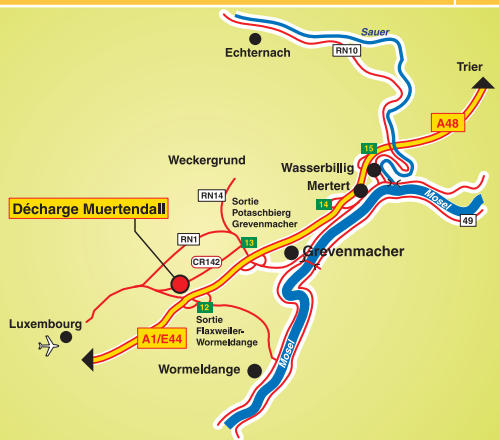 Sauer
RN10
Echternach
Trier
A48
15
Weckergrund
Wasserbillig
Mertert
RN14
14
Mosel
49
Décharge Muertendall
Sortie
Potaschbierg
Grevenmacher
RN1
13
Grevenmacher
CR142
12
Sortie
Flaxweiler-
Wormeldange
Luxembourg
A1/E44
Mosel
Wormeldange